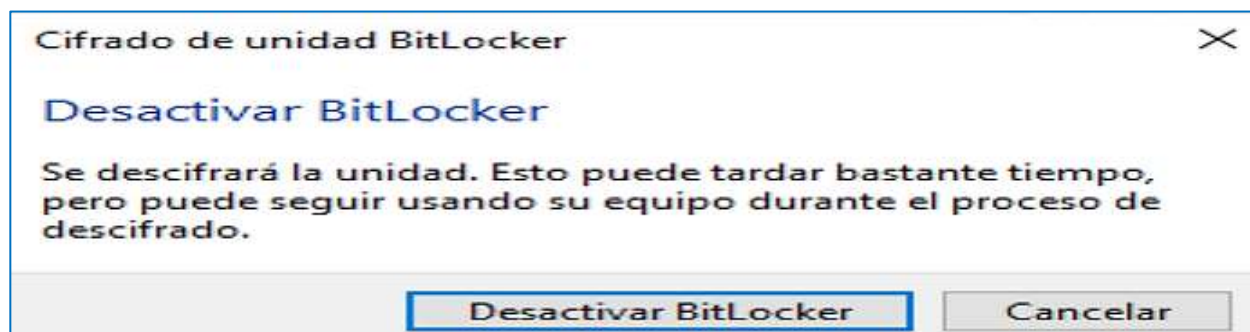 Cifrado de unidad BitLocker
Desactivar BitLocker
Se descifrará la unidad. Esto puede tardar bastante tiempo,
pero puede seguir usando su equipo durante el proceso de
descifrado.
Desactivar BitLocker
Cancelar